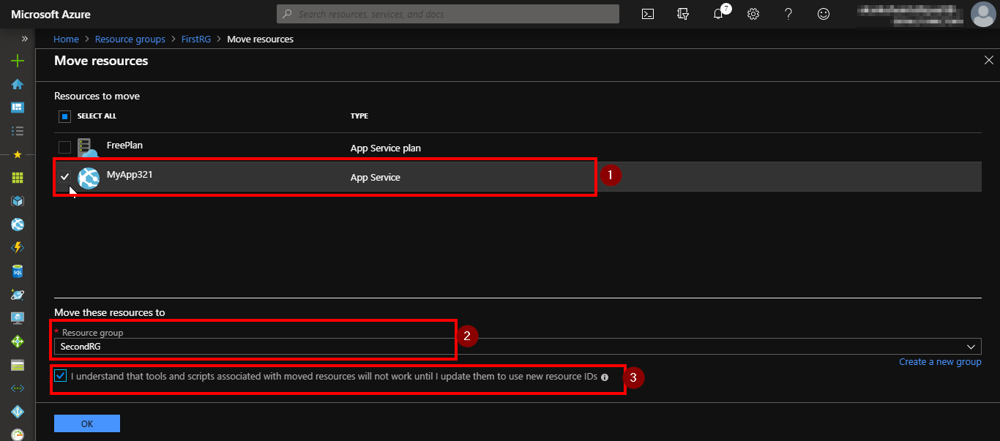 Microsoft Azure
Search resources, services, and docs
7
Home > Resource groups > FirstRG > Move resources
Move resources
Resources to move
SELECT ALL TYPE
FreePlan App Service plan
MyApp321 App Service
1
Move these resources to
* Resource group
2
SecondRG
Create a new group
I understand that tools and scripts associated with moved resources will not work until I update them to use new resource IDs
3
SQL
OK